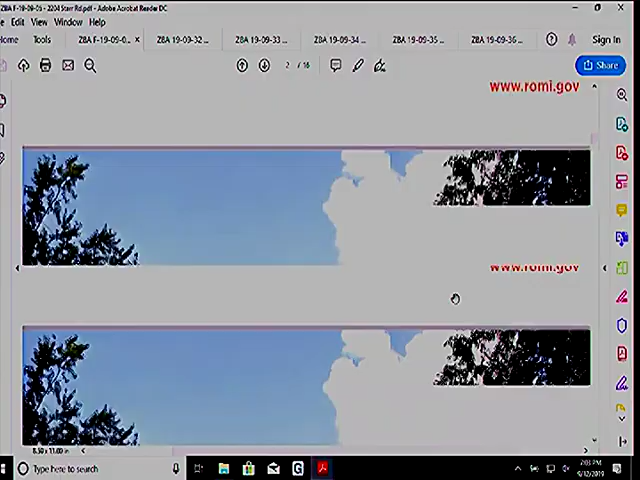 ZBA F-19-09-05 - 2204 Starr Rd.pdf - Adobe Acrobat Reader DC
Edit View Window Help
Home Tools ZBA F-19-09-0... × ZBA 19-09-32... ZBA 19-09-33... ZBA 19-09-34... ZBA 19-09-35... ZBA 19-09-36... Sign In
2 / 16 Share
www.romi.gov
www.romi.gov
8.50 x 11.00 in
Type here to search
7:03 PM
9/12/2019